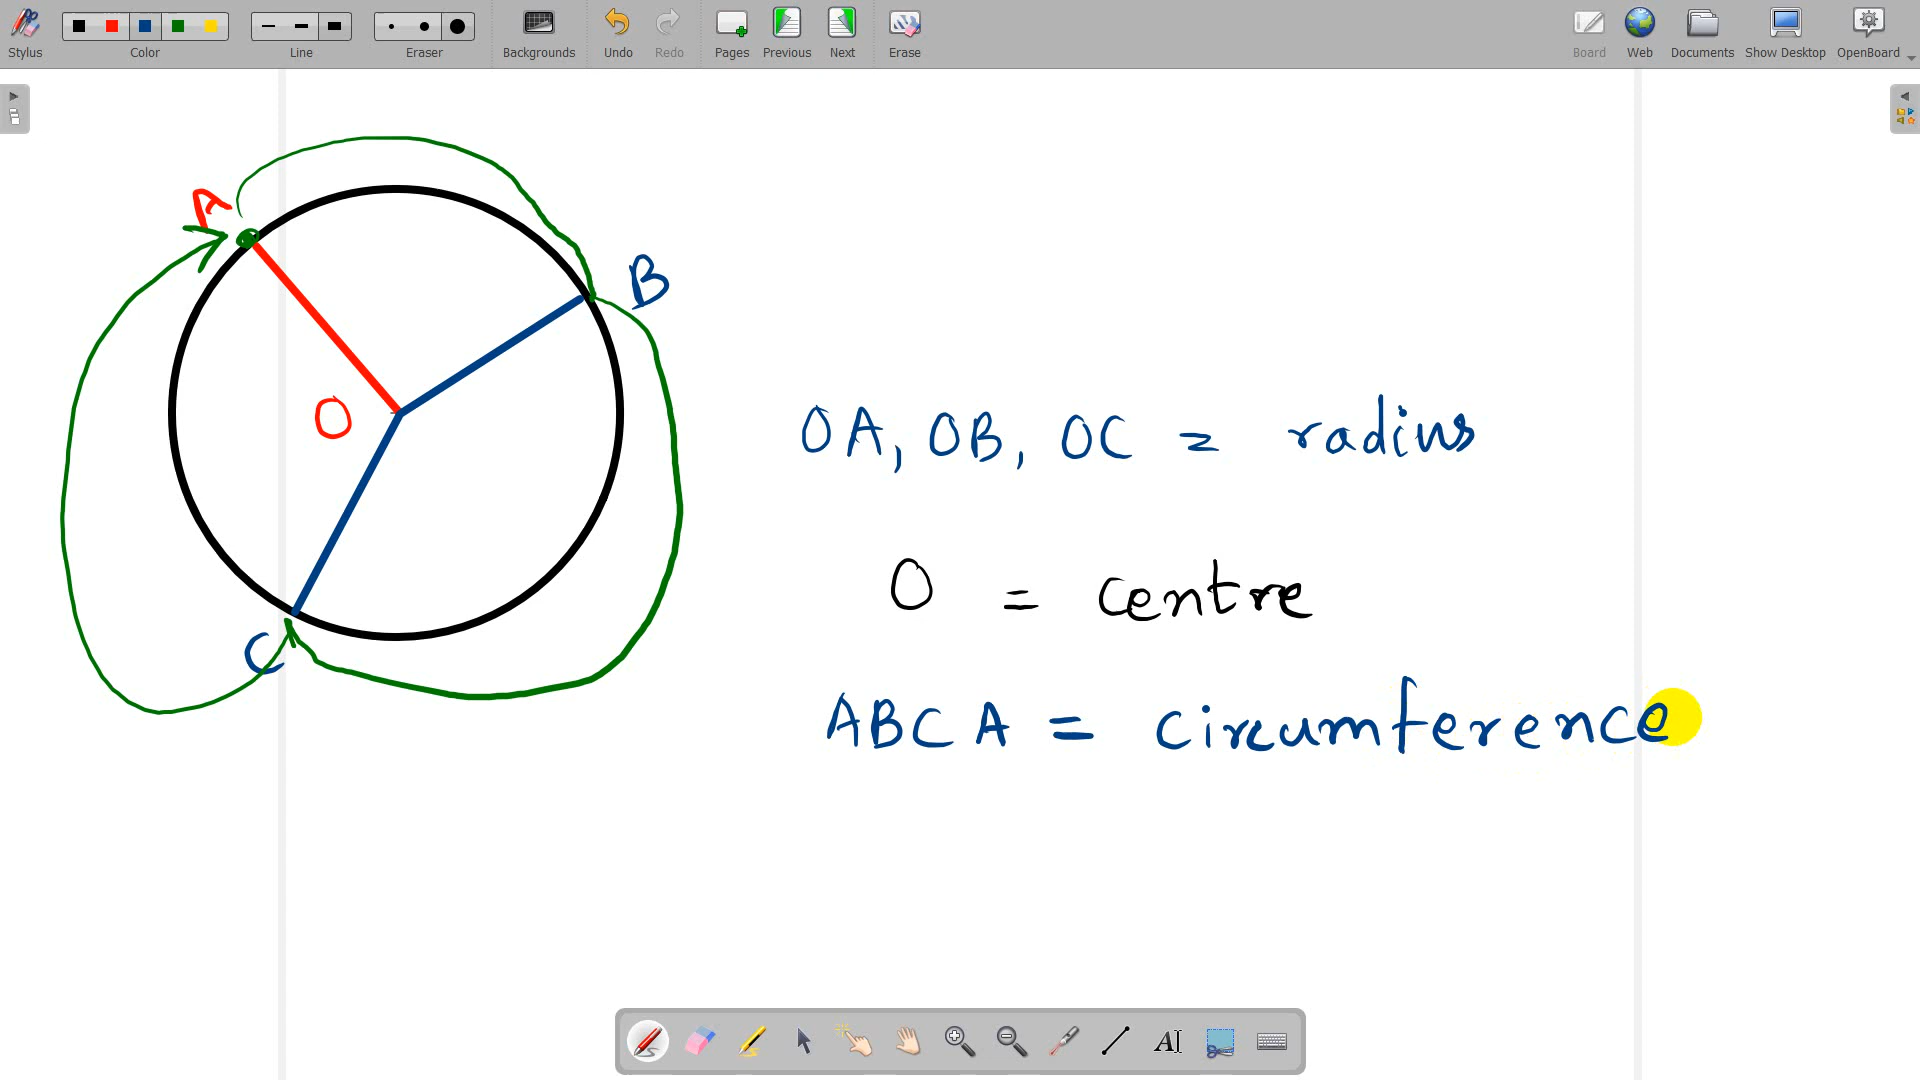 Stylus Color Line Eraser Backgrounds Undo Redo Pages Previous Next Erase Board Web Documents Show Desktop OpenBoard
A
B
O
C
OA, OB, OC = radius
O = centre
ABCA = circumference